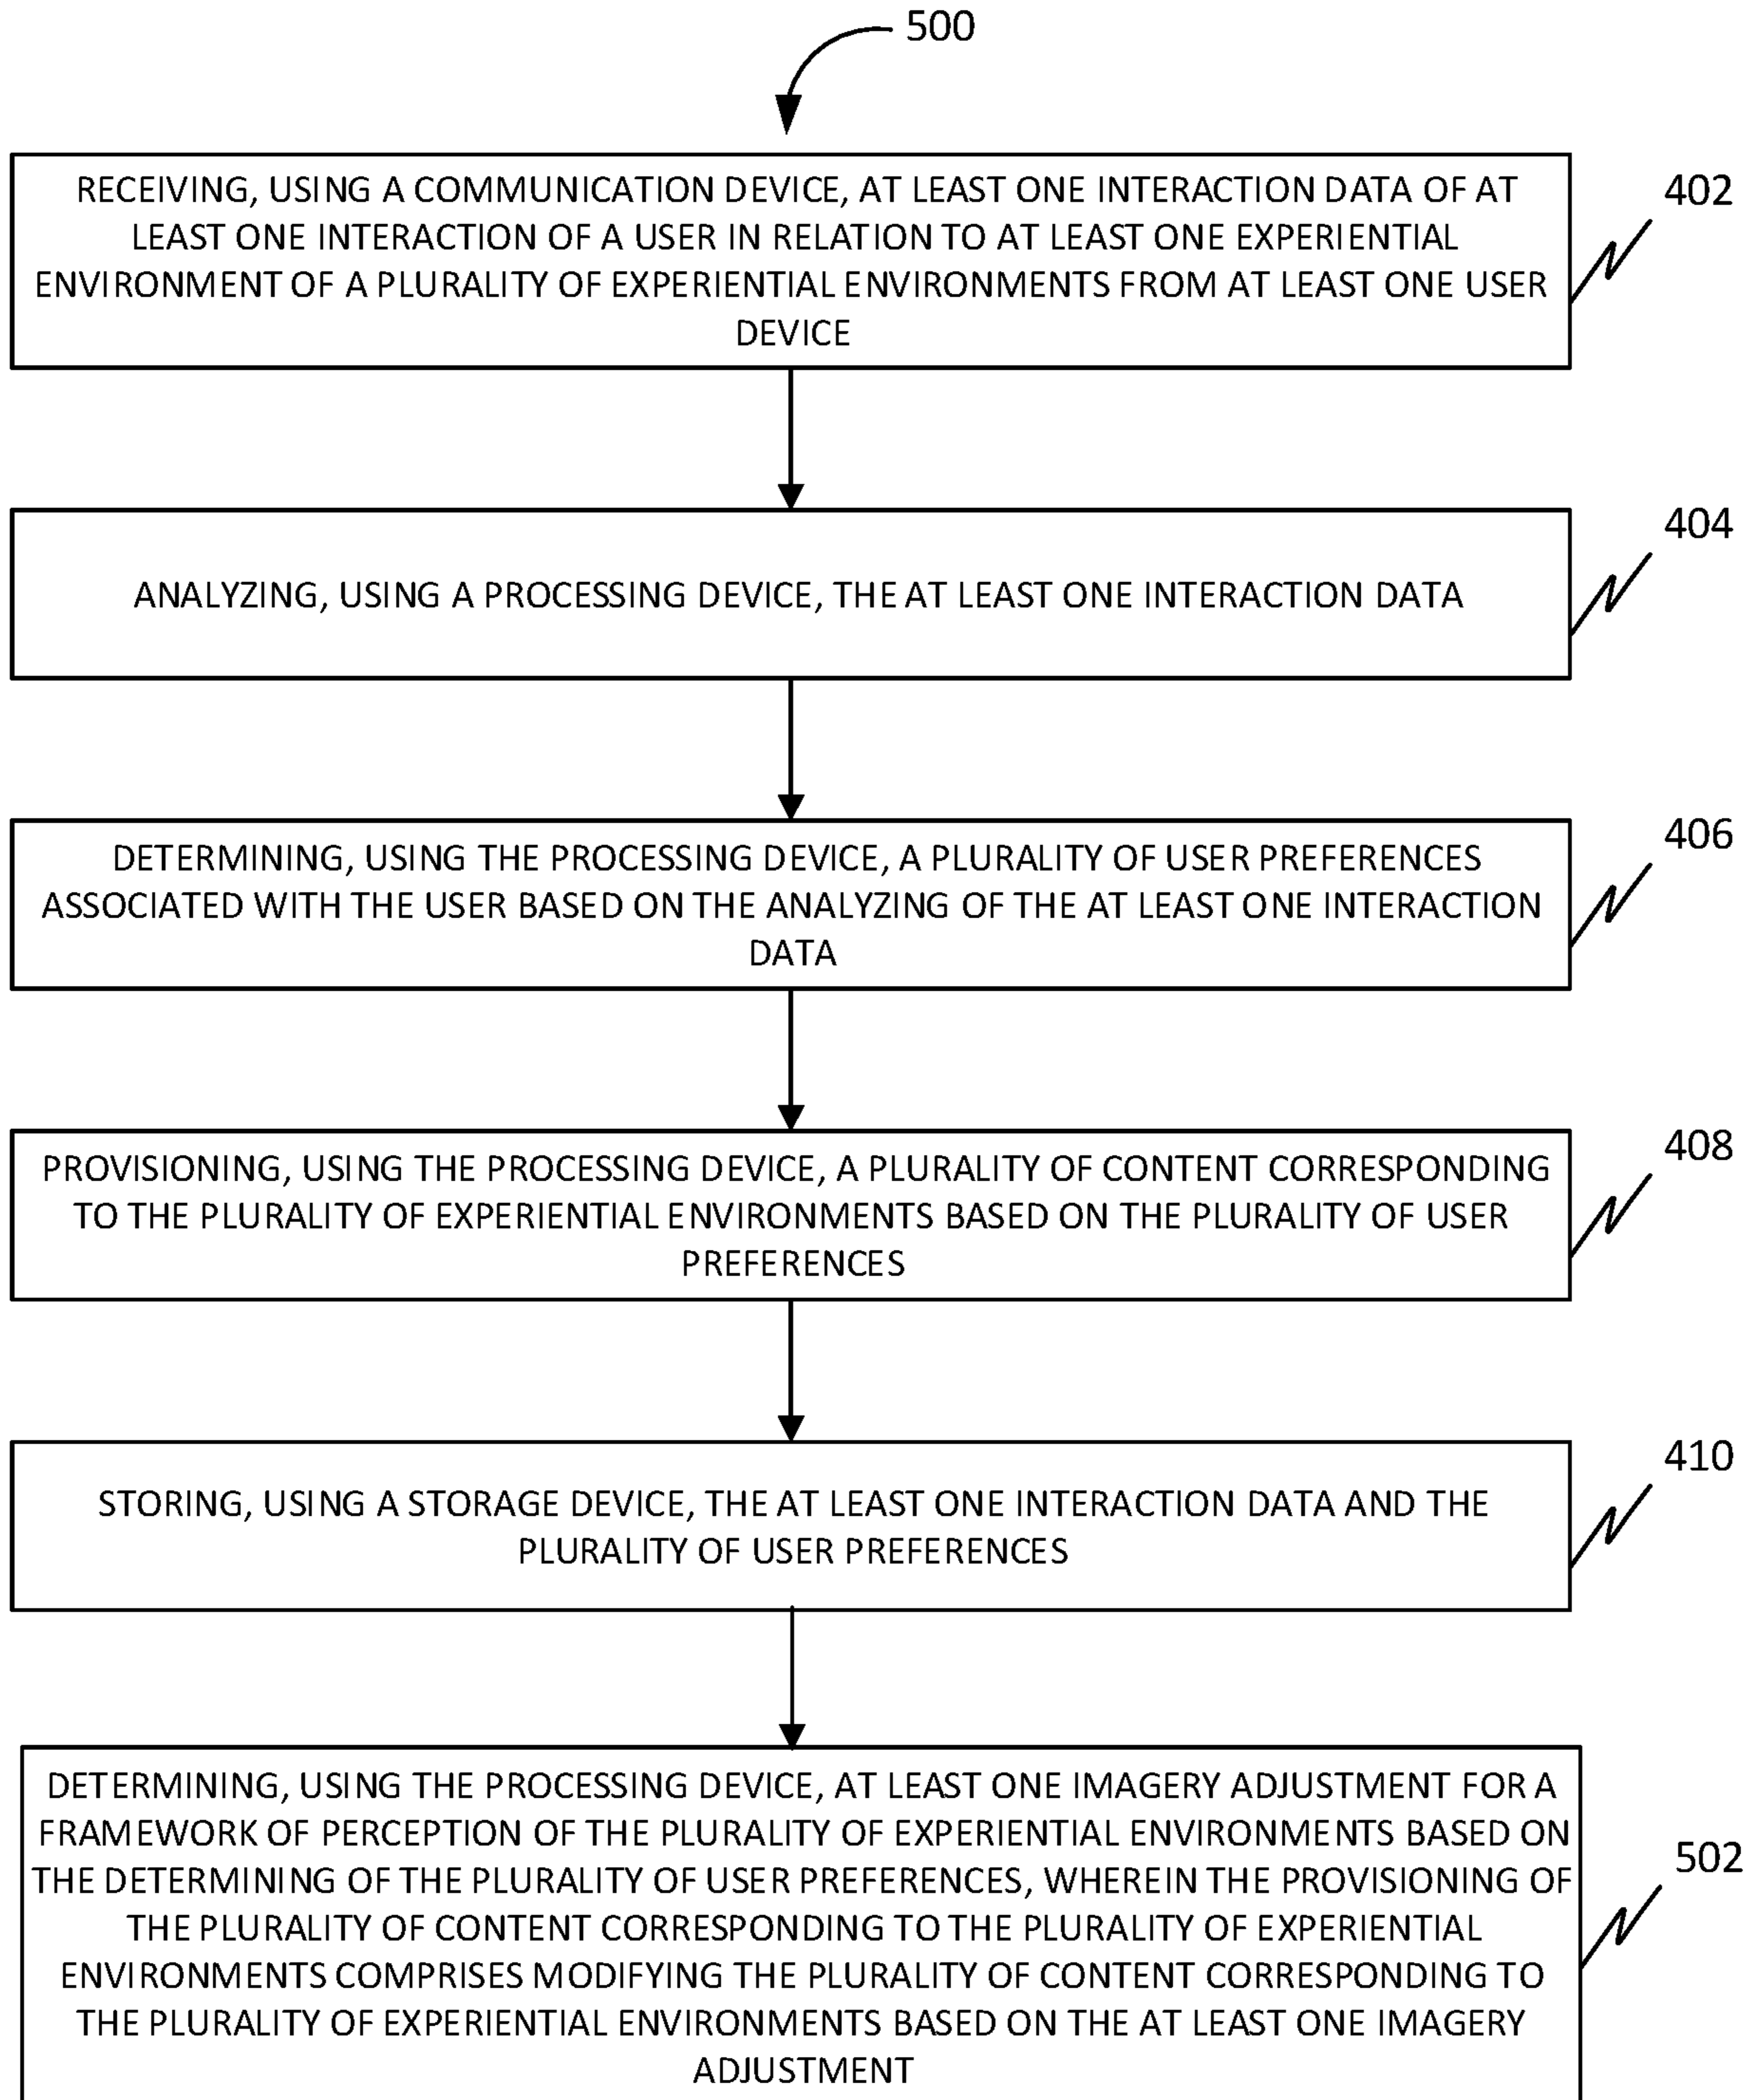 500
RECEIVING, USING A COMMUNICATION DEVICE, AT LEAST ONE INTERACTION DATA OF AT
LEAST ONE INTERACTION OF A USER IN RELATION TO AT LEAST ONE EXPERIENTIAL
ENVIRONMENT OF A PLURALITY OF EXPERIENTIAL ENVIRONMENTS FROM AT LEAST ONE USER
DEVICE
402
ANALYZING, USING A PROCESSING DEVICE, THE AT LEAST ONE INTERACTION DATA
404
DETERMINING, USING THE PROCESSING DEVICE, A PLURALITY OF USER PREFERENCES
ASSOCIATED WITH THE USER BASED ON THE ANALYZING OF THE AT LEAST ONE INTERACTION
DATA
406
PROVISIONING, USING THE PROCESSING DEVICE, A PLURALITY OF CONTENT CORRESPONDING
TO THE PLURALITY OF EXPERIENTIAL ENVIRONMENTS BASED ON THE PLURALITY OF USER
PREFERENCES
408
STORING, USING A STORAGE DEVICE, THE AT LEAST ONE INTERACTION DATA AND THE
PLURALITY OF USER PREFERENCES
410
DETERMINING, USING THE PROCESSING DEVICE, AT LEAST ONE IMAGERY ADJUSTMENT FOR A
FRAMEWORK OF PERCEPTION OF THE PLURALITY OF EXPERIENTIAL ENVIRONMENTS BASED ON
THE DETERMINING OF THE PLURALITY OF USER PREFERENCES, WHEREIN THE PROVISIONING OF
THE PLURALITY OF CONTENT CORRESPONDING TO THE PLURALITY OF EXPERIENTIAL
ENVIRONMENTS COMPRISES MODIFYING THE PLURALITY OF CONTENT CORRESPONDING TO
THE PLURALITY OF EXPERIENTIAL ENVIRONMENTS BASED ON THE AT LEAST ONE IMAGERY
ADJUSTMENT
502